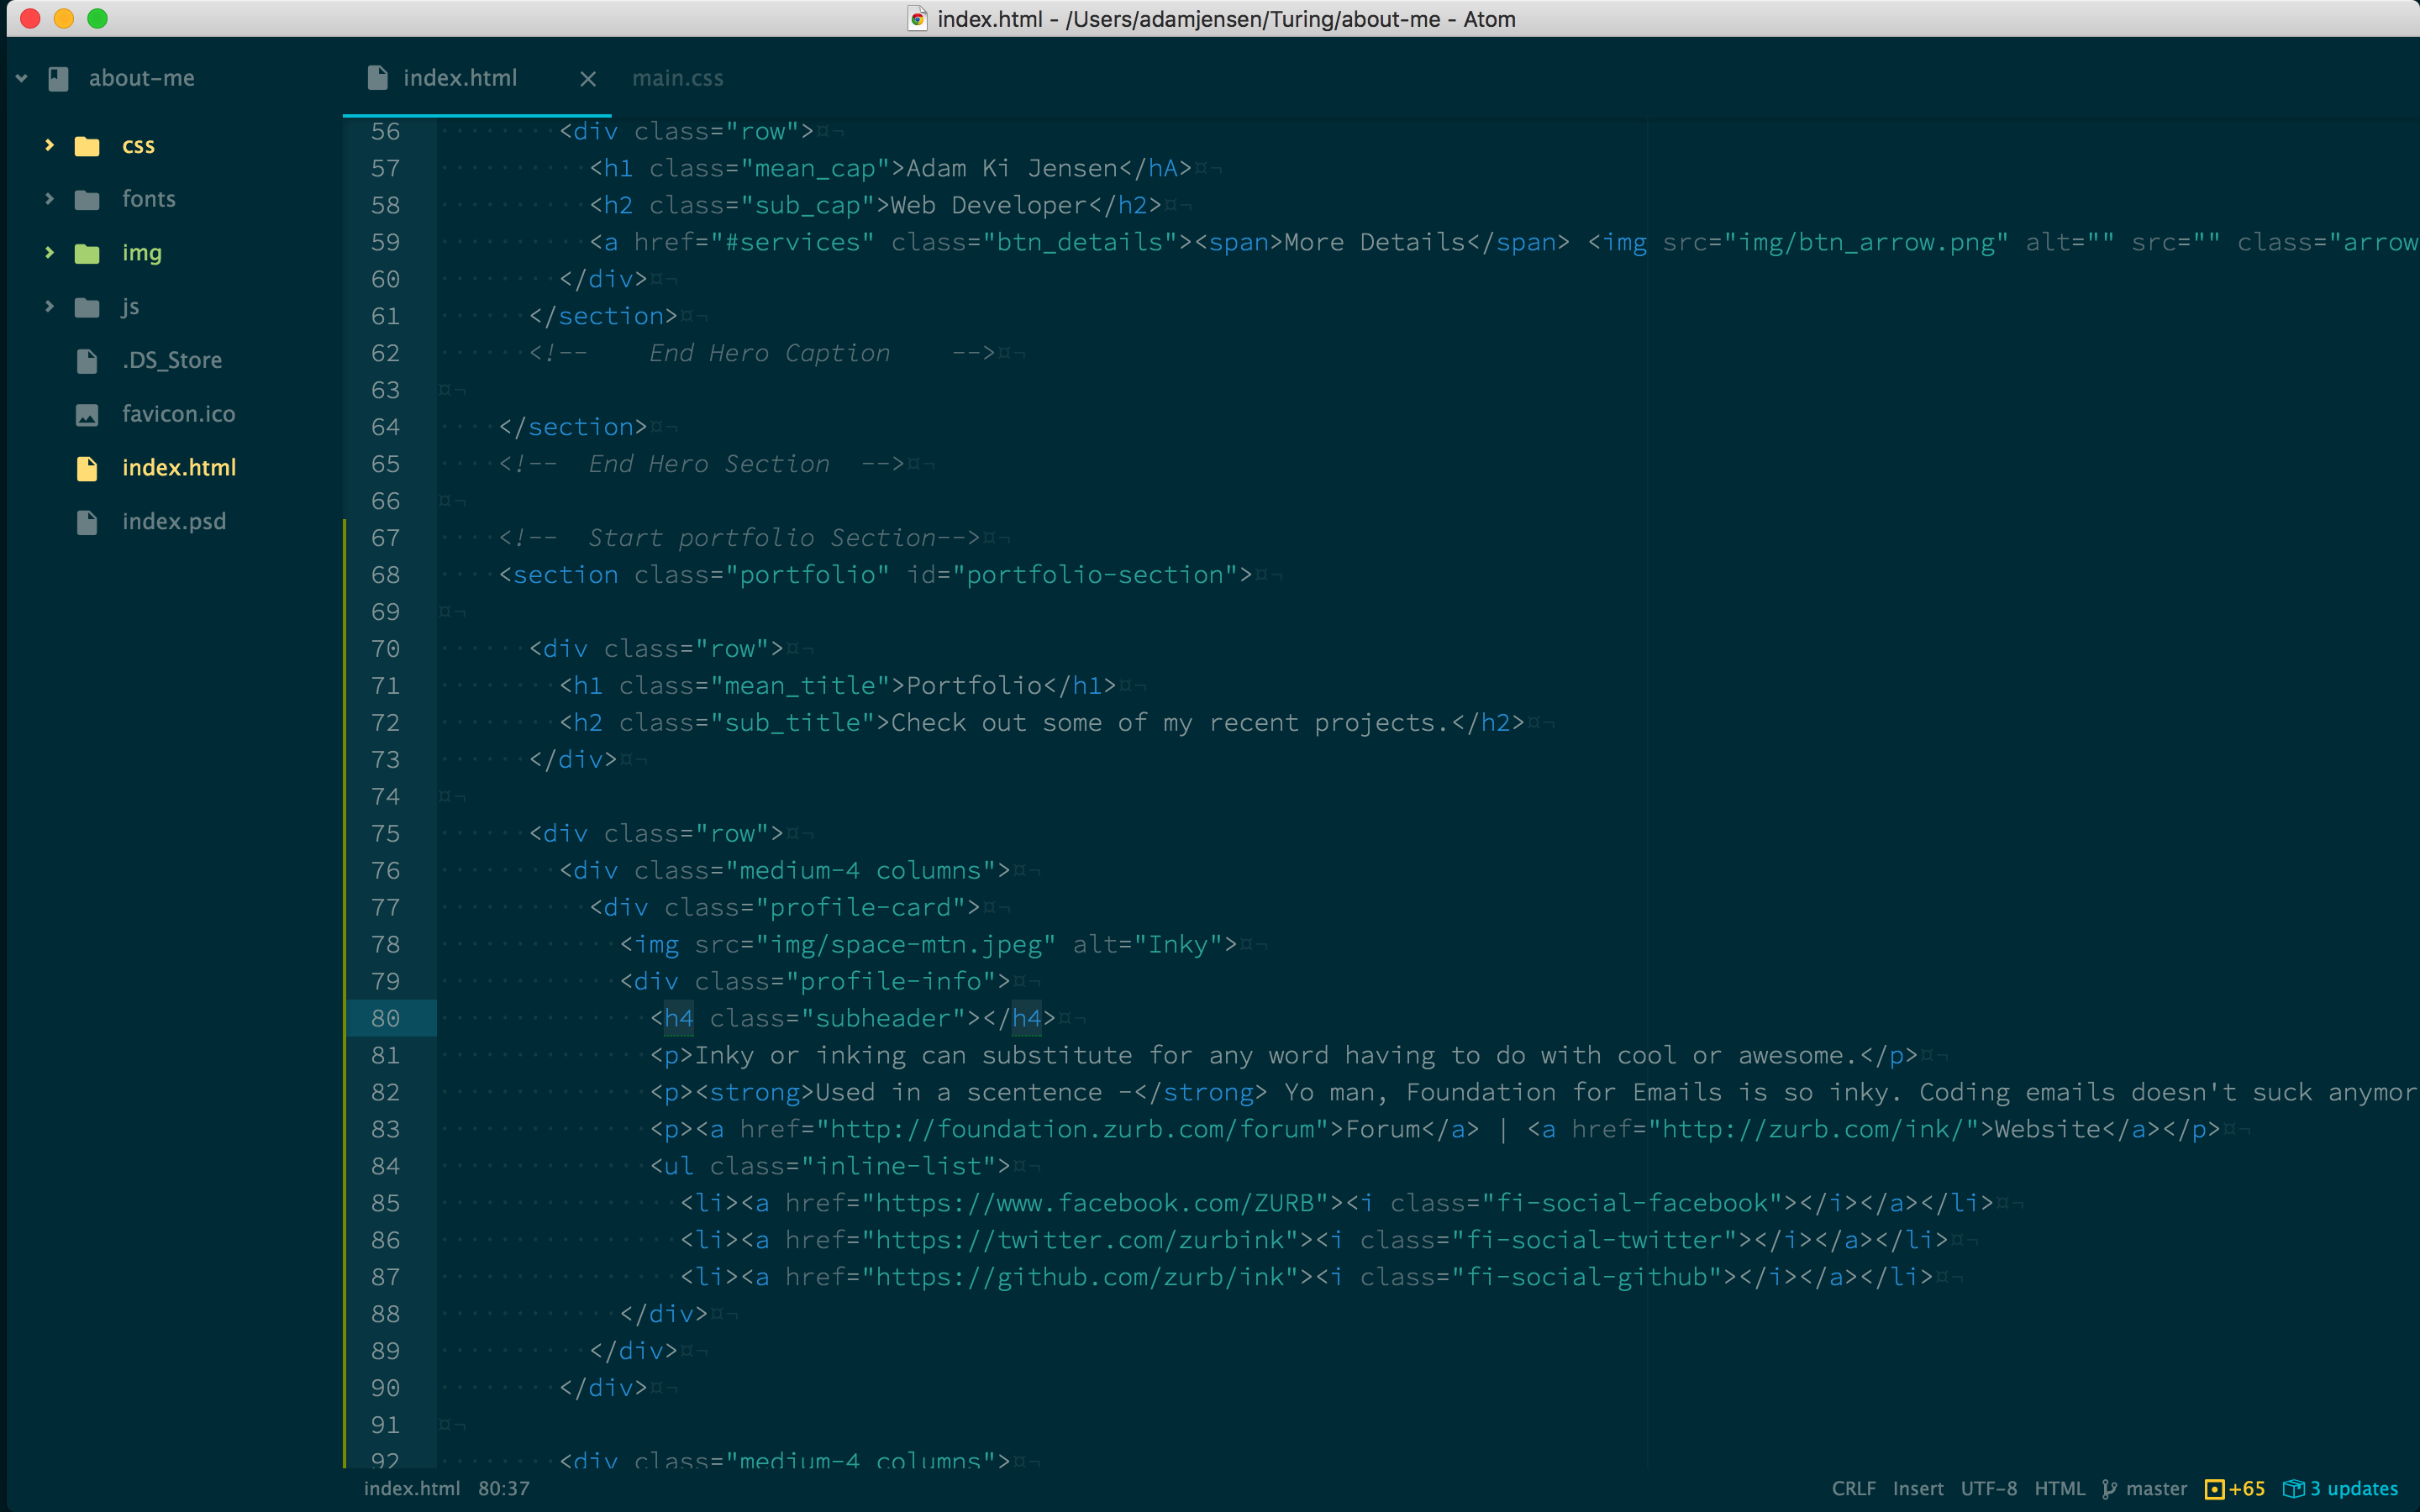 index.html - /Users/adamjensen/Turing/about-me - Atom
about-me
css
fonts
img
js
.DS_Store
favicon.ico
index.html
index.psd
index.html
main.css
56 <div class="row">
57 <h1 class="mean_cap">Adam Ki Jensen</hA>
58 <h2 class="sub_cap">Web Developer</h2>
59 <a href="#services" class="btn_details"><span>More Details</span> <img src="img/btn_arrow.png" alt="" src="" class="arrow
60 </div>
61 </section>
62 <!--    End Hero Caption    -->
63
64 </section>
65 <!--  End Hero Section  -->
66
67 <!--  Start portfolio Section-->
68 <section class="portfolio" id="portfolio-section">
69
70 <div class="row">
71 <h1 class="mean_title">Portfolio</h1>
72 <h2 class="sub_title">Check out some of my recent projects.</h2>
73 </div>
74
75 <div class="row">
76 <div class="medium-4 columns">
77 <div class="profile-card">
78 <img src="img/space-mtn.jpeg" alt="Inky">
79 <div class="profile-info">
80 <h4 class="subheader"></h4>
81 <p>Inky or inking can substitute for any word having to do with cool or awesome.</p>
82 <p><strong>Used in a scentence -</strong> Yo man, Foundation for Emails is so inky. Coding emails doesn't suck anymor
83 <p><a href="http://foundation.zurb.com/forum">Forum</a> | <a href="http://zurb.com/ink/">Website</a></p>
84 <ul class="inline-list">
85 <li><a href="https://www.facebook.com/ZURB"><i class="fi-social-facebook"></i></a></li>
86 <li><a href="https://twitter.com/zurbink"><i class="fi-social-twitter"></i></a></li>
87 <li><a href="https://github.com/zurb/ink"><i class="fi-social-github"></i></a></li>
88 </div>
89 </div>
90 </div>
91
92 <div class="medium-4 columns">
index.html 80:37
CRLF Insert UTF-8 HTML master +65 3 updates